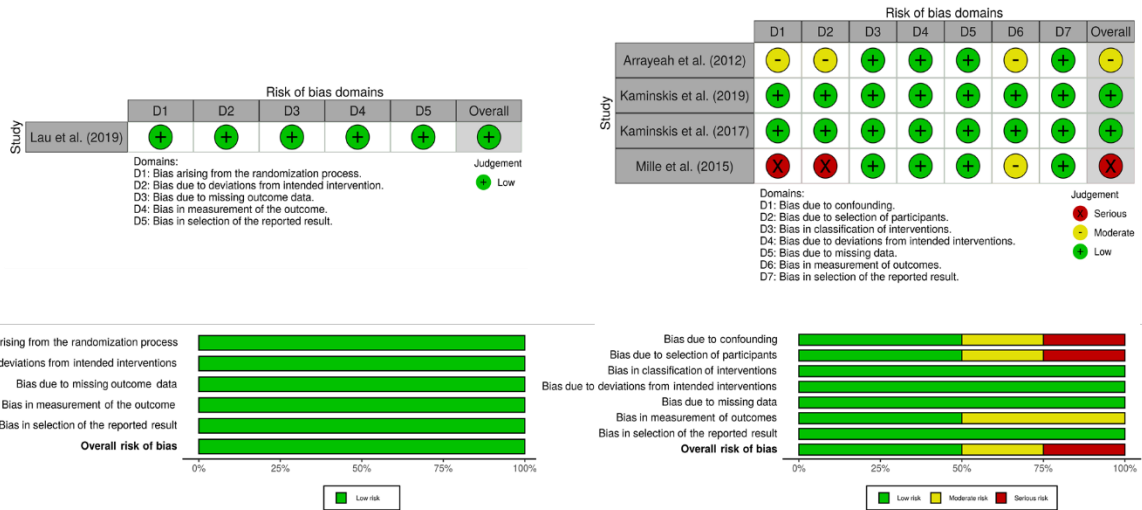 Risk of bias domains
D1 D2 D3 D4 D5 Overall
Study
Lau et al. (2019) + + + + + +
Domains:
D1: Bias arising from the randomization process.
D2: Bias due to deviations from intended intervention.
D3: Bias due to missing outcome data.
D4: Bias in measurement of the outcome.
D5: Bias in selection of the reported result.
Judgement
+ Low
Risk of bias domains
D1 D2 D3 D4 D5 D6 D7 Overall
Study
Arrayeah et al. (2012) - - + + + - + -
Kaminskis et al. (2019) + + + + + + + +
Kaminskis et al. (2017) + + + + + + + +
Mille et al. (2015) X X + + + - + X
Domains:
D1: Bias due to confounding.
D2: Bias due to selection of participants.
D3: Bias in classification of interventions.
D4: Bias due to deviations from intended interventions.
D5: Bias due to missing data.
D6: Bias in measurement of outcomes.
D7: Bias in selection of the reported result.
Judgement
X Serious
- Moderate
+ Low
rising from the randomization process
deviations from intended interventions
Bias due to missing outcome data
Bias in measurement of the outcome
Bias in selection of the reported result
Overall risk of bias
0% 25% 50% 75% 100%
Low risk
Bias due to confounding
Bias due to selection of participants
Bias in classification of interventions
Bias due to deviations from intended interventions
Bias due to missing data
Bias in measurement of outcomes
Bias in selection of the reported result
Overall risk of bias
0% 25% 50% 75% 100%
Low risk Moderate risk Serious risk